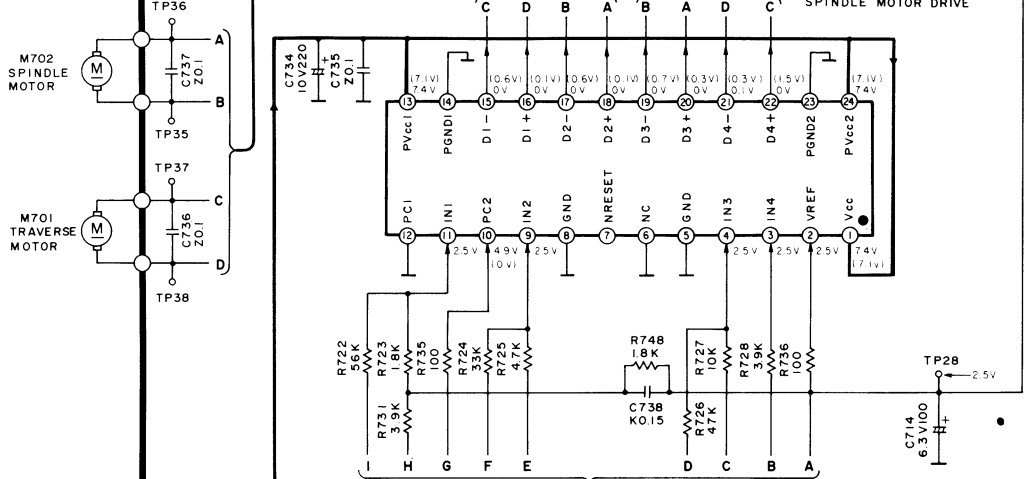 TP36
C D B A B A D C
SPINDLE MOTOR DRIVE
M702
SPINDLE
MOTOR
M
C737
Z0.1
A
B
TP35
C734
10V220
+
C735
Z0.1
(7.1V)
7.4V
(0.6V)
0V
(0.1V)
0V
(0.6V)
0V
(0.1V)
0V
(0.7V)
0V
(0.3V)
0V
(0.3V)
0.1V
(1.5V)
0V
(7.1V)
7.4V
13 14 15 16 17 18 19 20 21 22 23 24
PVcc1
PGND1
D1-
D1+
D2-
D2+
D3-
D3+
D4-
D4+
PGND2
PVcc2
TP37
M701
TRAVERSE
MOTOR
M
C736
Z0.1
C
D
TP38
PC1
IN1
PC2
IN2
GND
NRESET
NC
GND
IN3
IN4
VREF
Vcc
12 11 10 9 8 7 6 5 4 3 2 1
2.5V
4.9V
(0V)
2.5V
2.5V
2.5V
2.5V
7.4V
(7.1V)
R722
56K
R723
1.8K
R735
100
R724
33K
R725
4.7K
R748
1.8K
R727
10K
R728
3.9K
R736
100
TP28
2.5V
R731
3.9K
C738
K0.15
R726
47K
C714
6.3V100
+
I H G F E D C B A